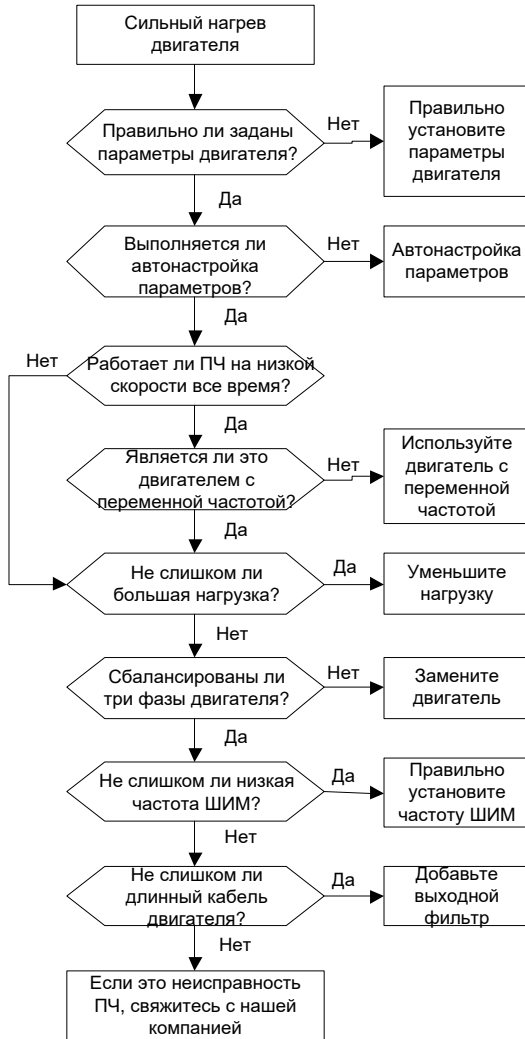 Сильный нагрев
двигателя
Правильно ли заданы
параметры двигателя?
Нет
Правильно
установите
параметры
двигателя
Да
Выполняется ли
автонастройка
параметров?
Нет
Автонастройка
параметров
Да
Нет
Работает ли ПЧ на низкой
скорости все время?
Да
Является ли это
двигателем с
переменной частотой?
Нет
Используйте
двигатель с
переменной
частотой
Да
Не слишком ли
большая нагрузка?
Да
Уменьшите
нагрузку
Нет
Сбалансированы ли
три фазы двигателя?
Нет
Замените
двигатель
Да
Не слишком ли низкая
частота ШИМ?
Да
Правильно
установите
частоту ШИМ
Нет
Не слишком ли
длинный кабель
двигателя?
Да
Добавьте
выходной
фильтр
Нет
Если это неисправность
ПЧ, свяжитесь с нашей
компанией